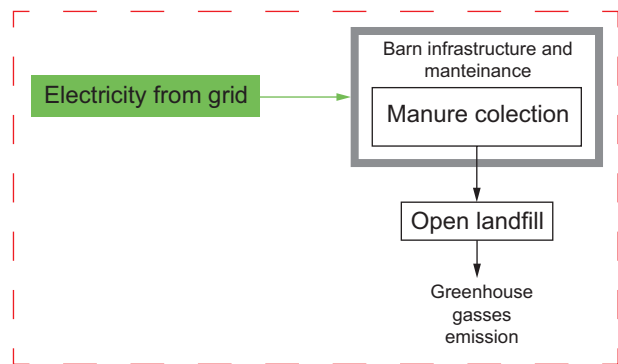 Barn infrastructure and
manteinance
Electricity from grid
Manure colection
Open landfill
Greenhouse
gasses
emission